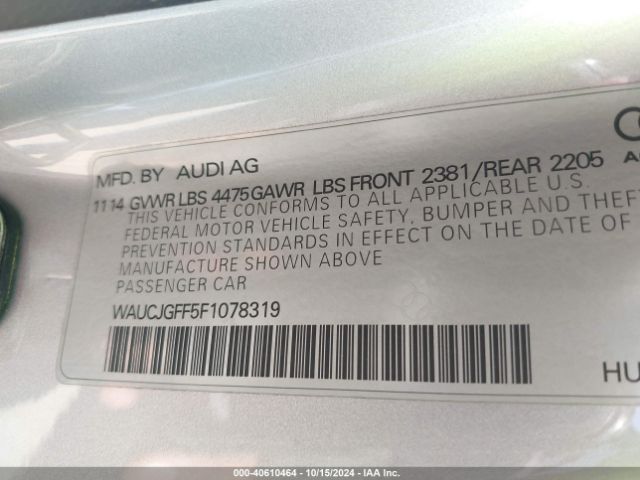 MFD. BY AUDI AG
1114 GVWR LBS 4475 GAWR LBS FRONT 2381/REAR 2205
THIS VEHICLE CONFORMS TO ALL APPLICABLE U.S.
FEDERAL MOTOR VEHICLE SAFETY, BUMPER AND THEFT
PREVENTION STANDARDS IN EFFECT ON THE DATE OF
MANUFACTURE SHOWN ABOVE
PASSENGER CAR
WAUCJGFF5F1078319
HU
000-40610464 - 10/15/2024 - IAA Inc.